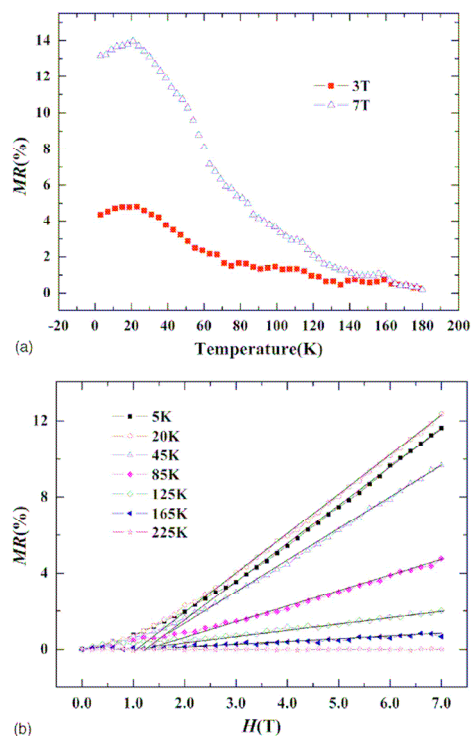 14
12
10
8
6
4
2
0
MR(%)
3T
7T
-20 0 20 40 60 80 100 120 140 160 180 200
(a)
Temperature(K)
12
8
4
0
MR(%)
5K
20K
45K
85K
125K
165K
225K
0.0 1.0 2.0 3.0 4.0 5.0 6.0 7.0
(b)
H(T)